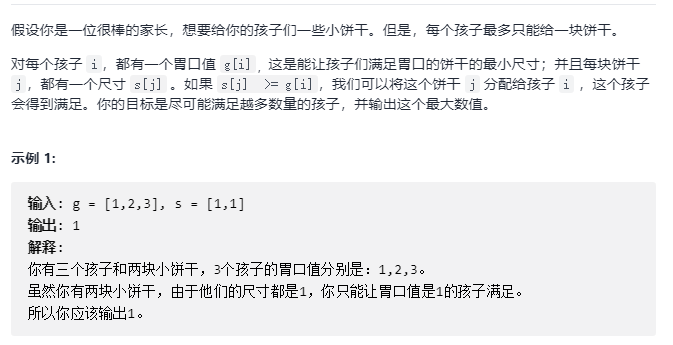 假设你是一位很棒的家长，想要给你的孩子们一些小饼干。但是，每个孩子最多只能给一块饼干。
对每个孩子 i，都有一个胃口值 g[i]，这是能让孩子们满足胃口的饼干的最小尺寸；并且每块饼干
j，都有一个尺寸 s[j] 。如果 s[j] >= g[i]，我们可以将这个饼干 j 分配给孩子 i ，这个孩子
会得到满足。你的目标是尽可能满足越多数量的孩子，并输出这个最大数值。
示例 1:
输入: g = [1,2,3], s = [1,1]
输出: 1
解释:
你有三个孩子和两块小饼干，3个孩子的胃口值分别是：1,2,3。
虽然你有两块小饼干，由于他们的尺寸都是1，你只能让胃口值是1的孩子满足。
所以你应该输出1。